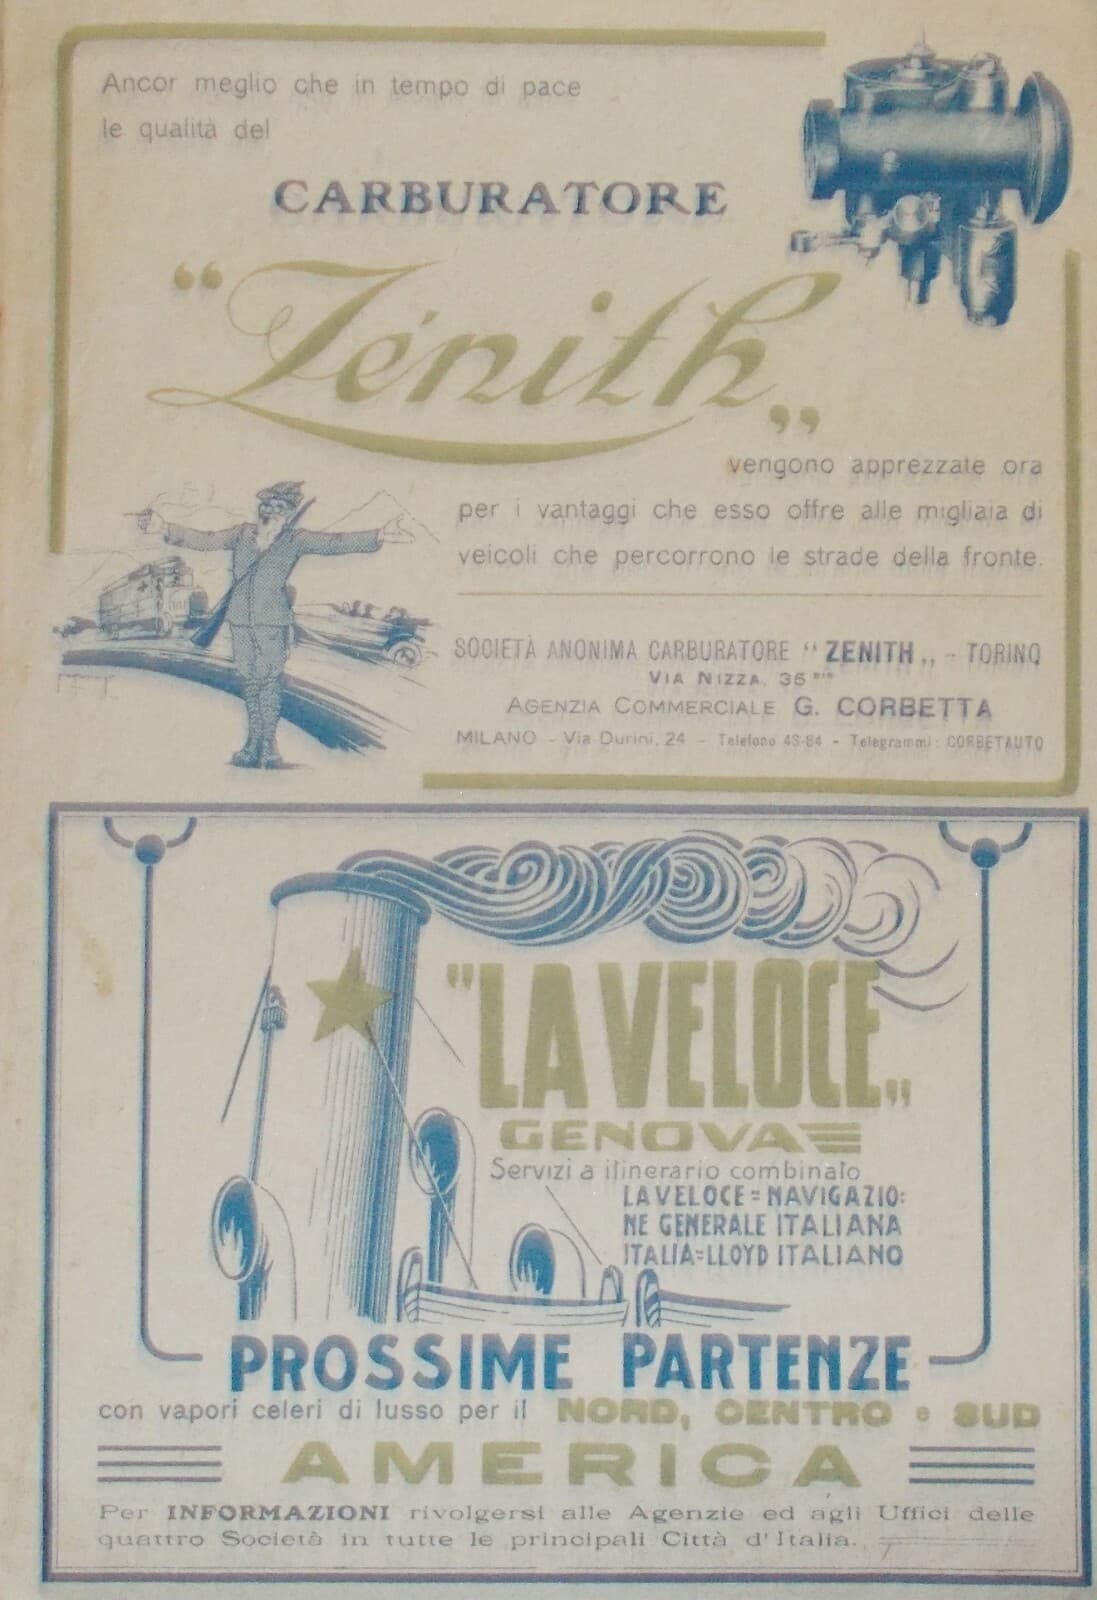 Ancor meglio che in tempo di pace
le qualità del
CARBURATORE
“Zénith„
vengono apprezzate ora
per i vantaggi che esso offre alle migliaia di
veicoli che percorrono le strade della fronte.
SOCIETÀ ANONIMA CARBURATORE “ZENITH„ - TORINO
VIA NIZZA. 35 BIS
AGENZIA COMMERCIALE G. CORBETTA
MILANO - Via Durini, 24 - Telefono 48-84 - Telegrammi: CORBETAUTO
"LA VELOCE„
GENOVA
Servizi a itinerario combinato
LA VELOCE = NAVIGAZIO:
NE GENERALE ITALIANA
ITALIA=LLOYD ITALIANO
PROSSIME PARTENZE
con vapori celeri di lusso per il NORD, CENTRO e SUD
AMERICA
Per INFORMAZIONI rivolgersi alle Agenzie ed agli Uffici delle
quattro Società in tutte le principali Città d'Italia.